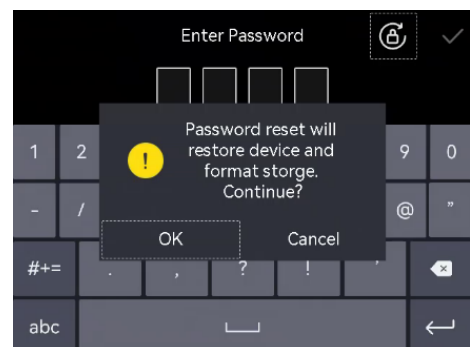 Enter Password
Password reset will
restore device and
format storge.
Continue?
OK Cancel
1 2 9 0
- / @ "
#+= . , ? ! '
abc